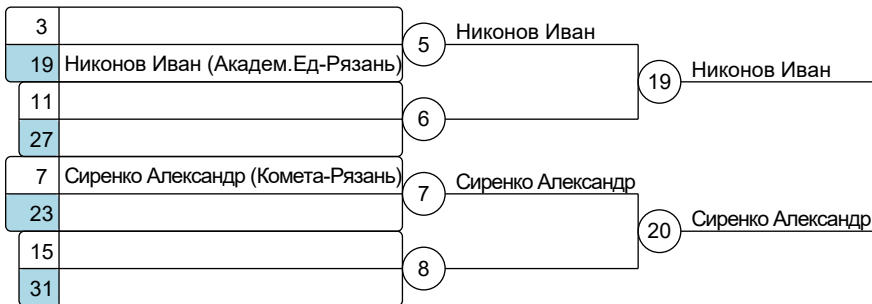 3
5 Никонов Иван
19 Никонов Иван (Академ.Ед-Рязань)
19 Никонов Иван
11
6
27
7 Сиренко Александр (Комета-Рязань)
7 Сиренко Александр
23
20 Сиренко Александр
15
8
31